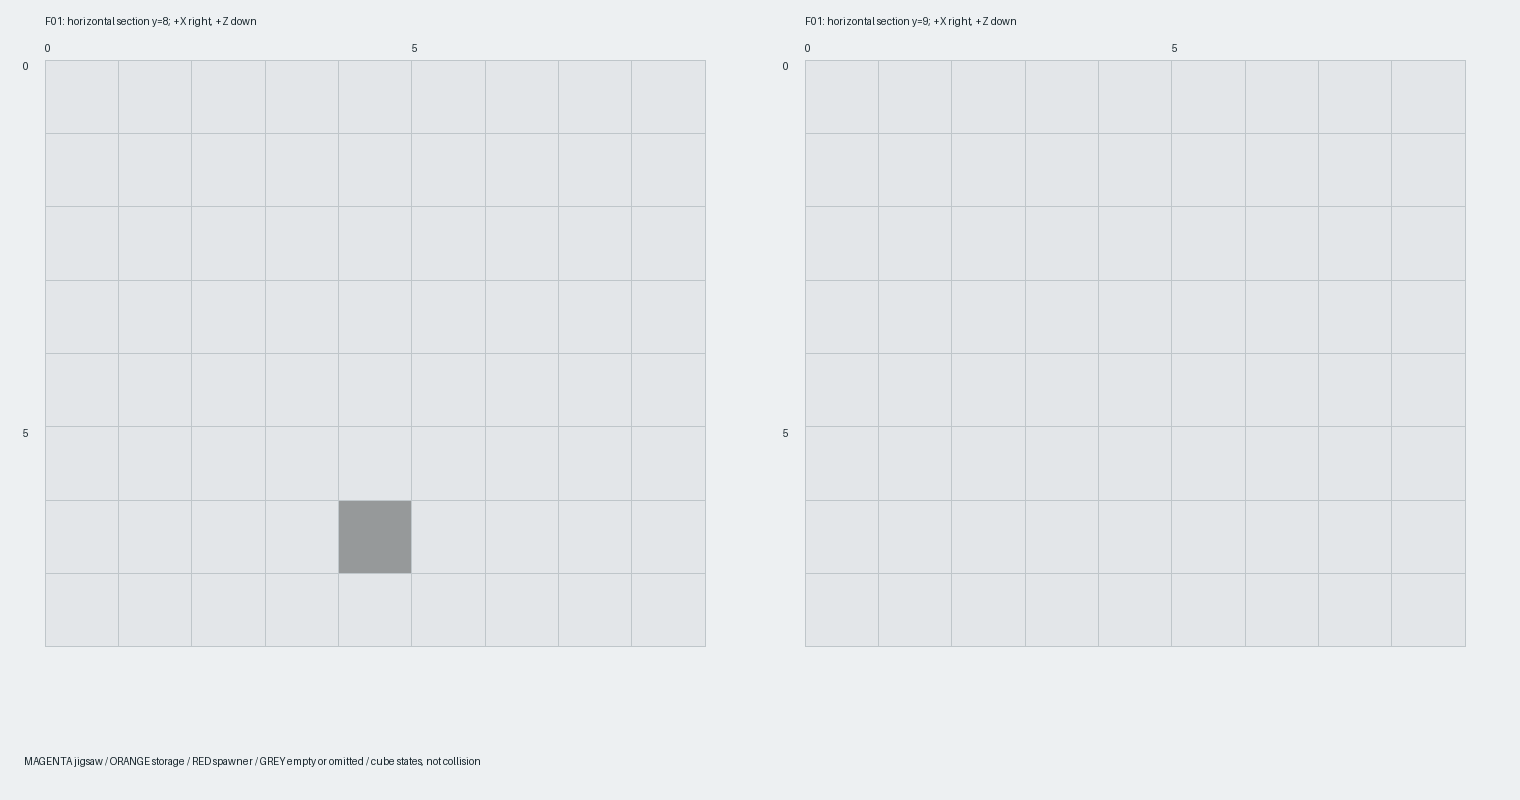 F01: horizontal section y=8; +X right, +Z down
F01: horizontal section y=9; +X right, +Z down
0 5
0 5
0 0
5 5
MAGENTA jigsaw / ORANGE storage / RED spawner / GREY empty or omitted / cube states, not collision